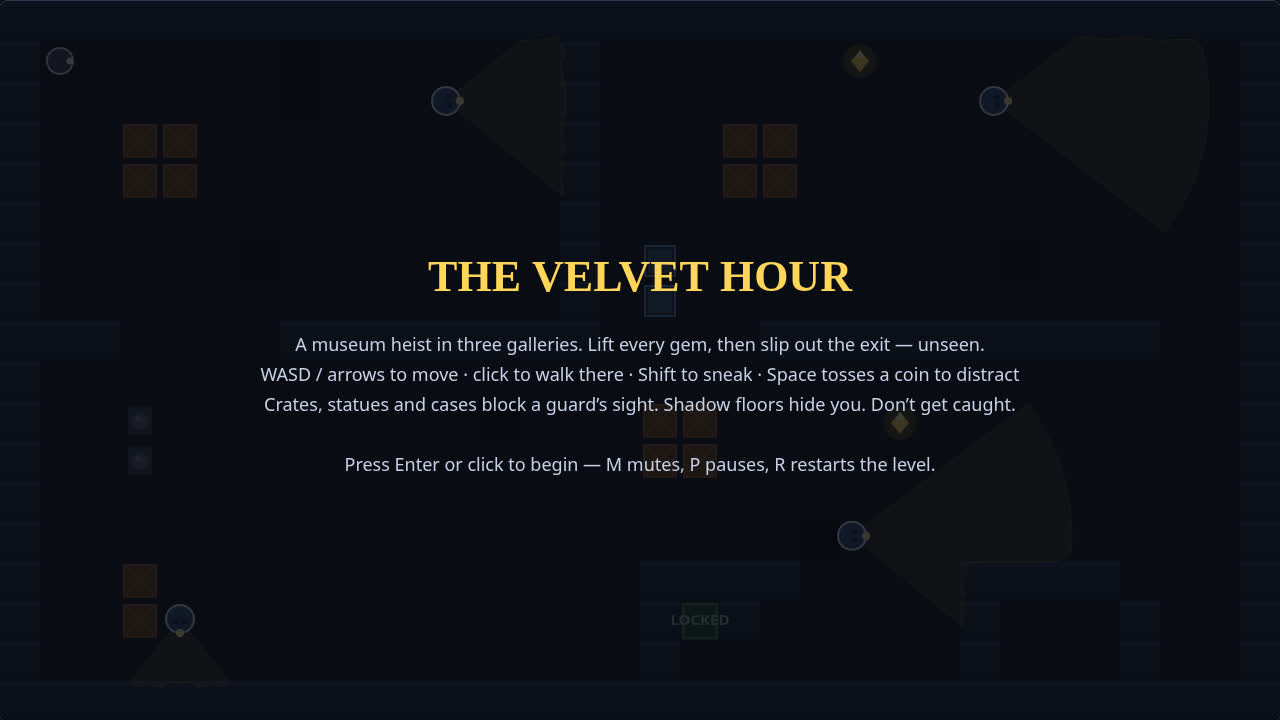 THE VELVET HOUR
A museum heist in three galleries. Lift every gem, then slip out the exit — unseen.
WASD / arrows to move · click to walk there · Shift to sneak · Space tosses a coin to distract
Crates, statues and cases block a guard’s sight. Shadow floors hide you. Don’t get caught.
Press Enter or click to begin — M mutes, P pauses, R restarts the level.
LOCKED